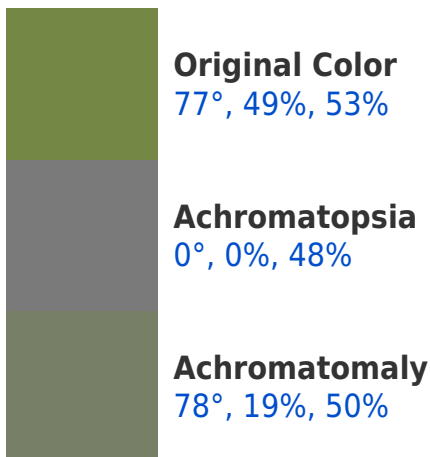 Original Color
77°, 49%, 53%
Achromatopsia
0°, 0%, 48%
Achromatomaly
78°, 19%, 50%